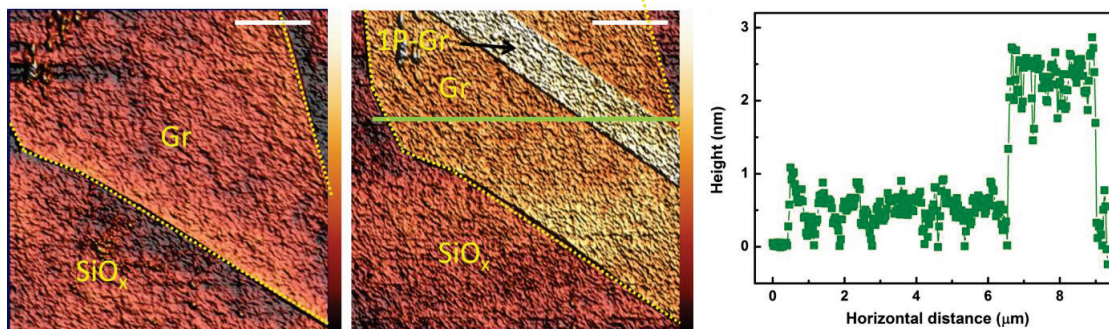 Gr
SiOx
1P-Gr
Gr
SiOx
Height (nm)
3
2
1
0
0 2 4 6 8
Horizontal distance (μm)